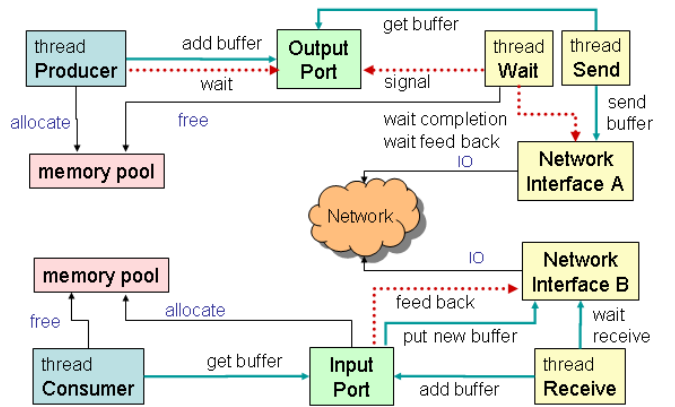 get buffer
thread
Producer
add buffer
wait
Output
Port
signal
thread
Wait
thread
Send
allocate
free
wait completion
wait feed back
send
buffer
memory pool
IO
Network
Interface A
Network
memory pool
IO
Network
Interface B
free
allocate
feed back
put new buffer
wait
receive
thread
Consumer
get buffer
Input
Port
add buffer
thread
Receive